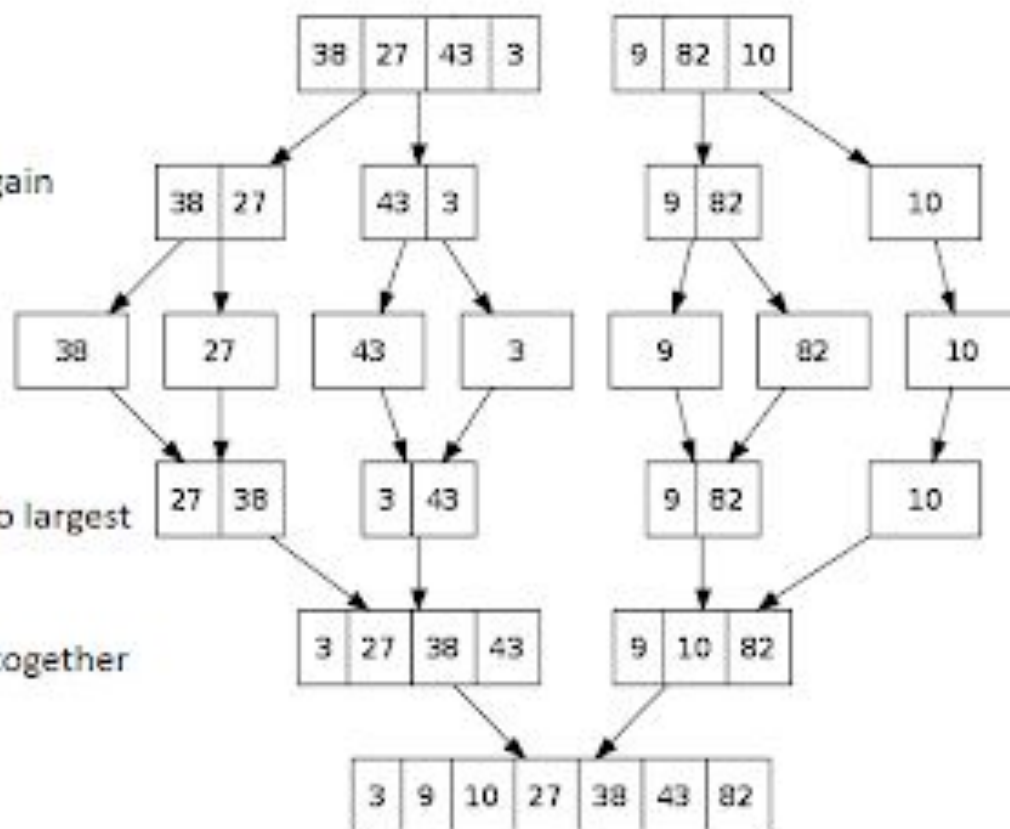 38 27 43 3 9 82 10
gain 38 27 43 3 9 82 10
38 27 43 3 9 82 10
o largest 27 38 3 43 9 82 10
together 3 27 38 43 9 10 82
3 9 10 27 38 43 82